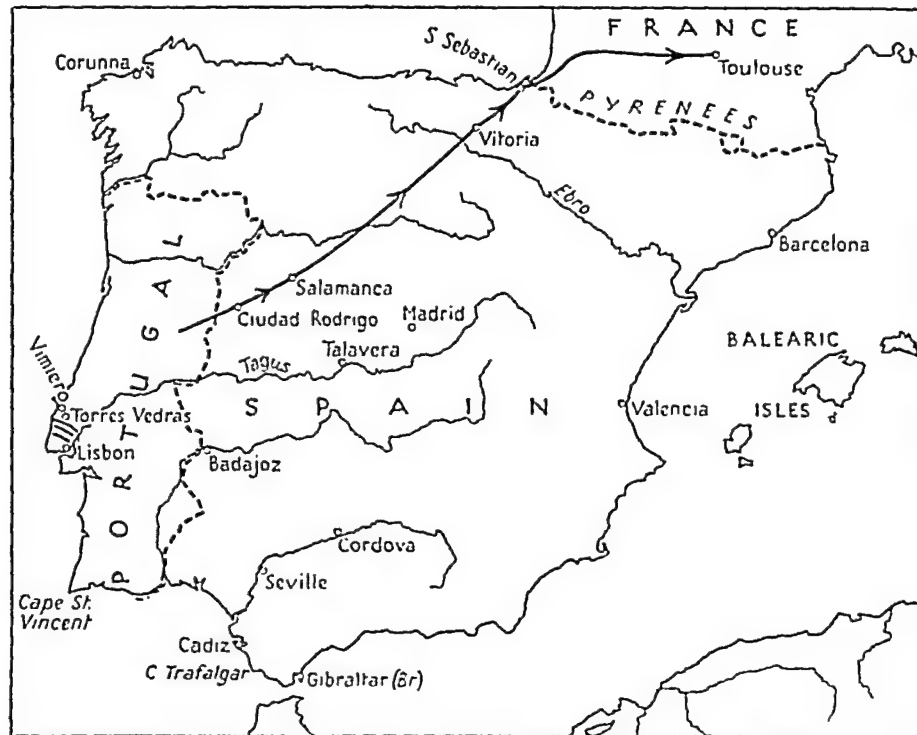 FRANCE
S Sebastian
Corunna
Toulouse
PYRENEES
Vitoria
Ebro
Barcelona
Salamanca
Ciudad Rodrigo
Madrid
BALEARIC
ISLES
Vimiero
Talavera
Tagus
PORTUGAL
SPAIN
Torres Vedras
Valencia
Lisbon
Badajoz
Cordova
Seville
Cape St.
Vincent
Cadiz
C Trafalgar
Gibraltar (Br)